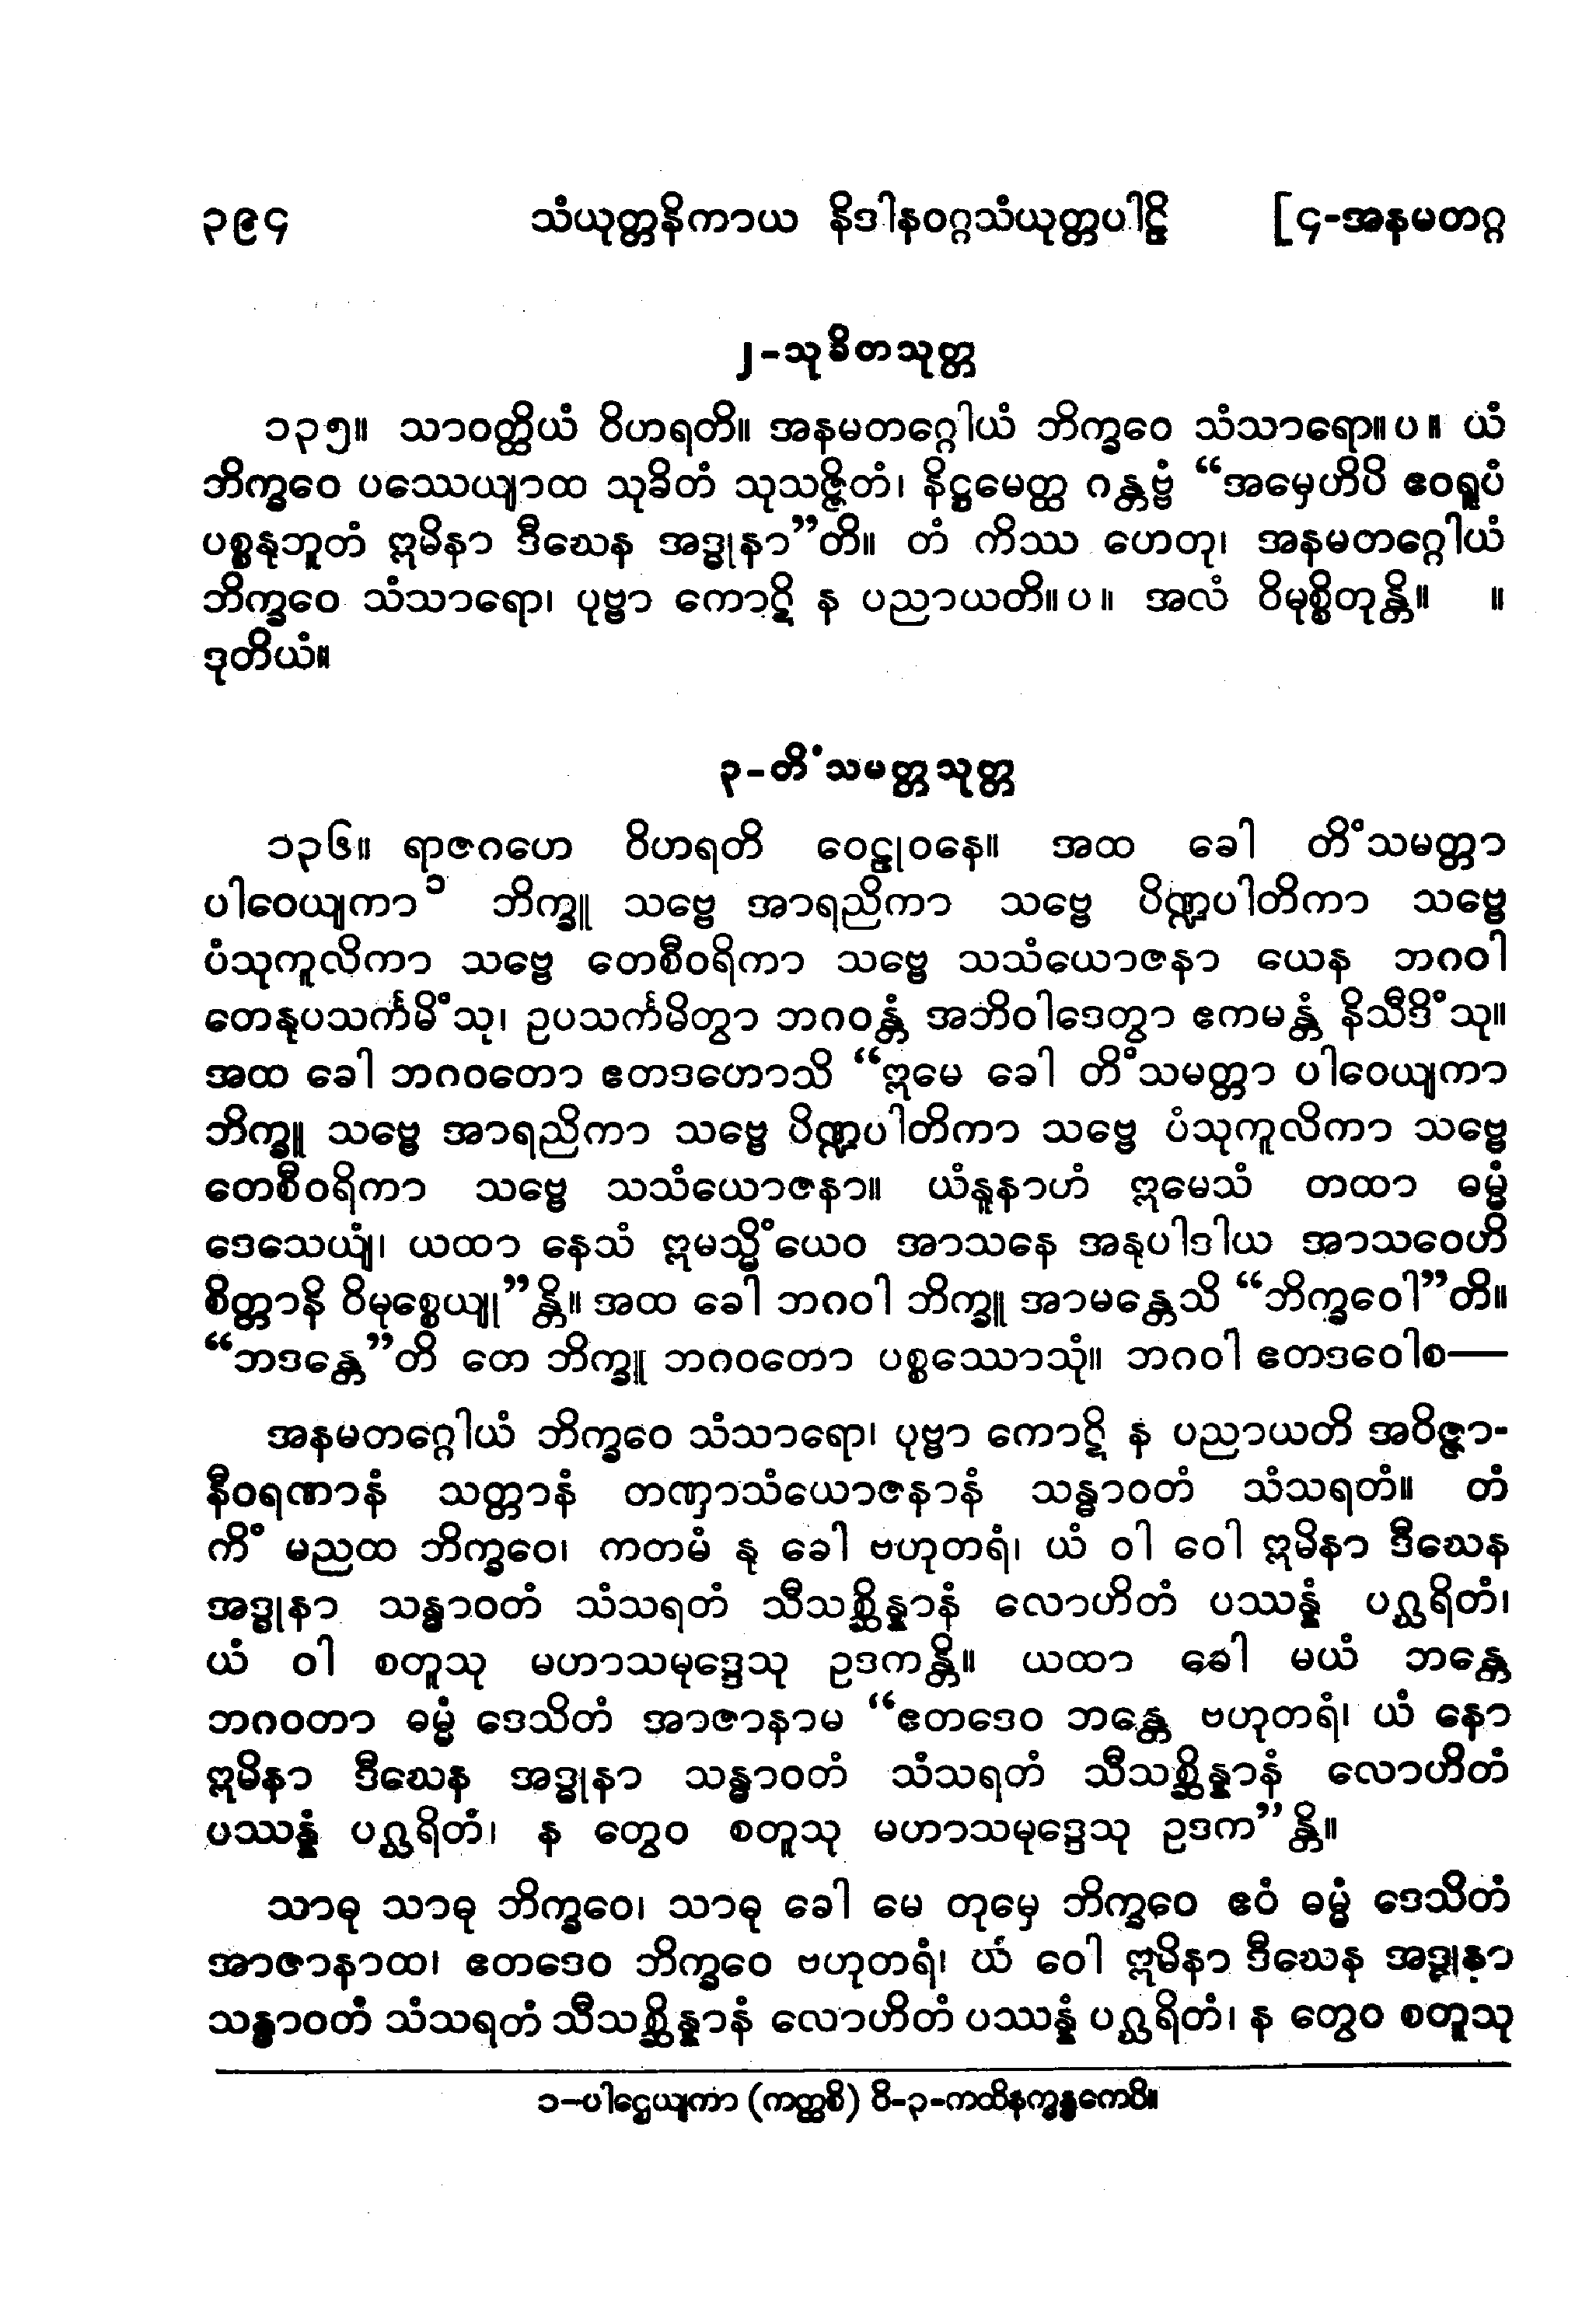 ၃၉၄ သံယုတ္တနိကာယ နိဒါနဝဂ္ဂသံယုတ္တပါဠိ [၄-အနမတဂ္ဂ
၂-သုခိတသုတ္တ
၁၃၅။ သာဝတ္ထိယံ ဝိဟရတိ။ အနမတဂ္ဂေါယံ ဘိက္ခဝေ သံသာရော။ပ။ ယံ
ဘိက္ခဝေ ပဿေယျာထ သုခိတံ သုသဇ္ဇိတံ၊ နိဋ္ဌမေတ္ထ ဂန္တဗ္ဗံ “အမှေဟိပိ ဧဝရူပံ
ပစ္စနုဘူတံ ဣမိနာ ဒီဃေန အဒ္ဓုနာ”တိ။ တံ ကိဿ ဟေတု၊ အနမတဂ္ဂေါယံ
ဘိက္ခဝေ သံသာရော၊ ပုဗ္ဗာ ကောဋိ န ပညာယတိ။ပ။ အလံ ဝိမုစ္စိတုန္တိ။ ။
ဒုတိယံ။
၃-တိံသမတ္တသုတ္တ
၁၃၆။ ရာဇဂဟေ ဝိဟရတိ ဝေဠုဝနေ။ အထ ခေါ တိံသမတ္တာ
ပါဝေယျကာ၁ ဘိက္ခူ သဗ္ဗေ အာရညိကာ သဗ္ဗေ ပိဏ္ဍပါတိကာ သဗ္ဗေ
ပံသုကူလိကာ သဗ္ဗေ တေစီဝရိကာ သဗ္ဗေ သသံယောဇနာ ယေန ဘဂဝါ
တေနုပသင်္ကမိံသု၊ ဥပသင်္ကမိတွာ ဘဂဝန္တံ အဘိဝါဒေတွာ ဧကမန္တံ နိသီဒိံသု။
အထ ခေါ ဘဂဝတော ဧတဒဟောသိ “ဣမေ ခေါ တိံသမတ္တာ ပါဝေယျကာ
ဘိက္ခူ သဗ္ဗေ အာရညိကာ သဗ္ဗေ ပိဏ္ဍပါတိကာ သဗ္ဗေ ပံသုကူလိကာ သဗ္ဗေ
တေစီဝရိကာ သဗ္ဗေ သသံယောဇနာ။ ယံနူနာဟံ ဣမေသံ တထာ ဓမ္မံ
ဒေသေယျံ၊ ယထာ နေသံ ဣမသ္မိံယေဝ အာသနေ အနုပါဒါယ အာသဝေဟိ
စိတ္တာနိ ဝိမုစ္စေယျု”န္တိ။ အထ ခေါ ဘဂဝါ ဘိက္ခူ အာမန္တေသိ “ဘိက္ခဝေါ”တိ။
“ဘဒန္တေ”တိ တေ ဘိက္ခူ ဘဂဝတော ပစ္စဿောသုံ။ ဘဂဝါ ဧတဒဝေါစ—
အနမတဂ္ဂေါယံ ဘိက္ခဝေ သံသာရော၊ ပုဗ္ဗာ ကောဋိ န ပညာယတိ အဝိဇ္ဇာ-
နီဝရဏာနံ သတ္တာနံ တဏှာသံယောဇနာနံ သန္ဓာဝတံ သံသရတံ။ တံ
ကိံ မညထ ဘိက္ခဝေ၊ ကတမံ နု ခေါ ဗဟုတရံ၊ ယံ ဝါ ဝေါ ဣမိနာ ဒီဃေန
အဒ္ဓုနာ သန္ဓာဝတံ သံသရတံ သီသစ္ဆိန္နာနံ လောဟိတံ ပဿန္နံ ပဂ္ဃရိတံ၊
ယံ ဝါ စတူသု မဟာသမုဒ္ဒေသု ဥဒကန္တိ။ ယထာ ခေါ မယံ ဘန္တေ
ဘဂဝတာ ဓမ္မံ ဒေသိတံ အာဇာနာမ “ဧတဒေဝ ဘန္တေ ဗဟုတရံ၊ ယံ နော
ဣမိနာ ဒီဃေန အဒ္ဓုနာ သန္ဓာဝတံ သံသရတံ သီသစ္ဆိန္နာနံ လောဟိတံ
ပဿန္နံ ပဂ္ဃရိတံ၊ န တွေဝ စတူသု မဟာသမုဒ္ဒေသု ဥဒက”န္တိ။
သာဓု သာဓု ဘိက္ခဝေ၊ သာဓု ခေါ မေ တုမှေ ဘိက္ခဝေ ဧဝံ ဓမ္မံ ဒေသိတံ
အာဇာနာထ၊ ဧတဒေဝ ဘိက္ခဝေ ဗဟုတရံ၊ ယံ ဝေါ ဣမိနာ ဒီဃေန အဒ္ဓုနာ
သန္ဓာဝတံ သံသရတံ သီသစ္ဆိန္နာနံ လောဟိတံ ပဿန္နံ ပဂ္ဃရိတံ၊ န တွေဝ စတူသု
၁-ပါဌေယျကာ (ကတ္ထစိ) ဝိ-၃-ကထိနက္ခန္ဓကေပိ။